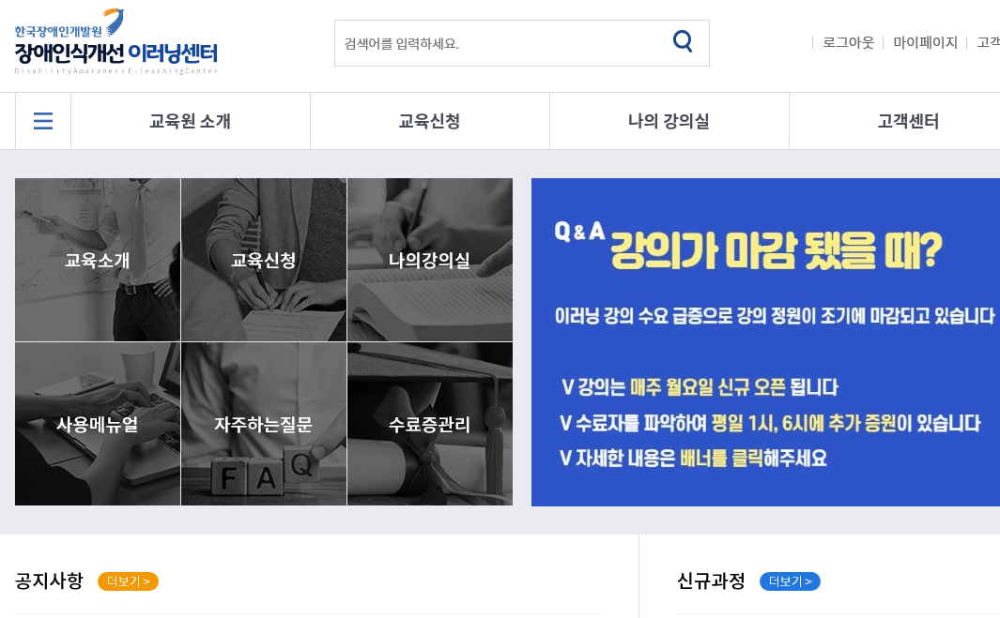 한국장애인개발원
장애인식개선 이러닝센터
DisabilityAwarenessE-learningCenter
검색어를 입력하세요.
로그아웃
마이페이지
고객
교육원 소개
교육신청
나의 강의실
고객센터
교육소개
교육신청
나의강의실
사용메뉴얼
자주하는질문
수료증관리
FAQ
Q&A 강의가 마감 됐을 때?
이러닝 강의 수요 급증으로 강의 정원이 조기에 마감되고 있습니다
V 강의는 매주 월요일 신규 오픈 됩니다
V 수료자를 파악하여 평일 1시, 6시에 추가 증원이 있습니다
V 자세한 내용은 배너를 클릭해주세요
공지사항
더보기 >
신규과정
더보기 >